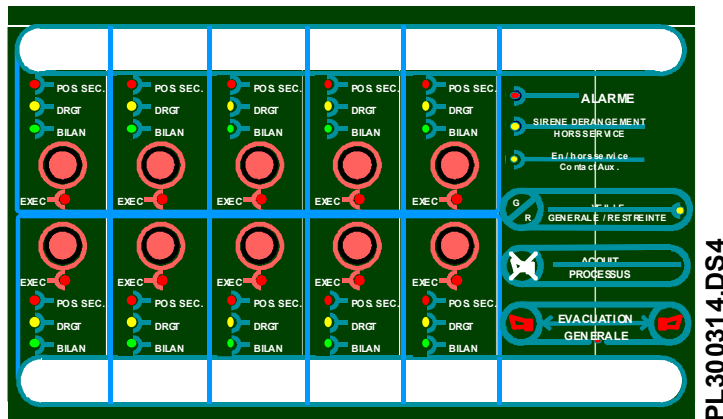 POS. SEC. POS. SEC. POS. SEC. POS. SEC. POS. SEC.
DRGT DRGT DRGT DRGT DRGT
BILAN BILAN BILAN BILAN BILAN
EXEC EXEC EXEC EXEC EXEC
EXEC EXEC EXEC EXEC EXEC
POS. SEC. POS. SEC. POS. SEC. POS. SEC. POS. SEC.
DRGT DRGT DRGT DRGT DRGT
BILAN BILAN BILAN BILAN BILAN
ALARME
SIRENE DERANGEMENT
HORS SERVICE
En / hors service
Contact Aux .
G
R
VEILLE
GENERALE / RESTREINTE
ACQUIT
PROCESSUS
EVACUATION
GENERALE
PL300314.DS4